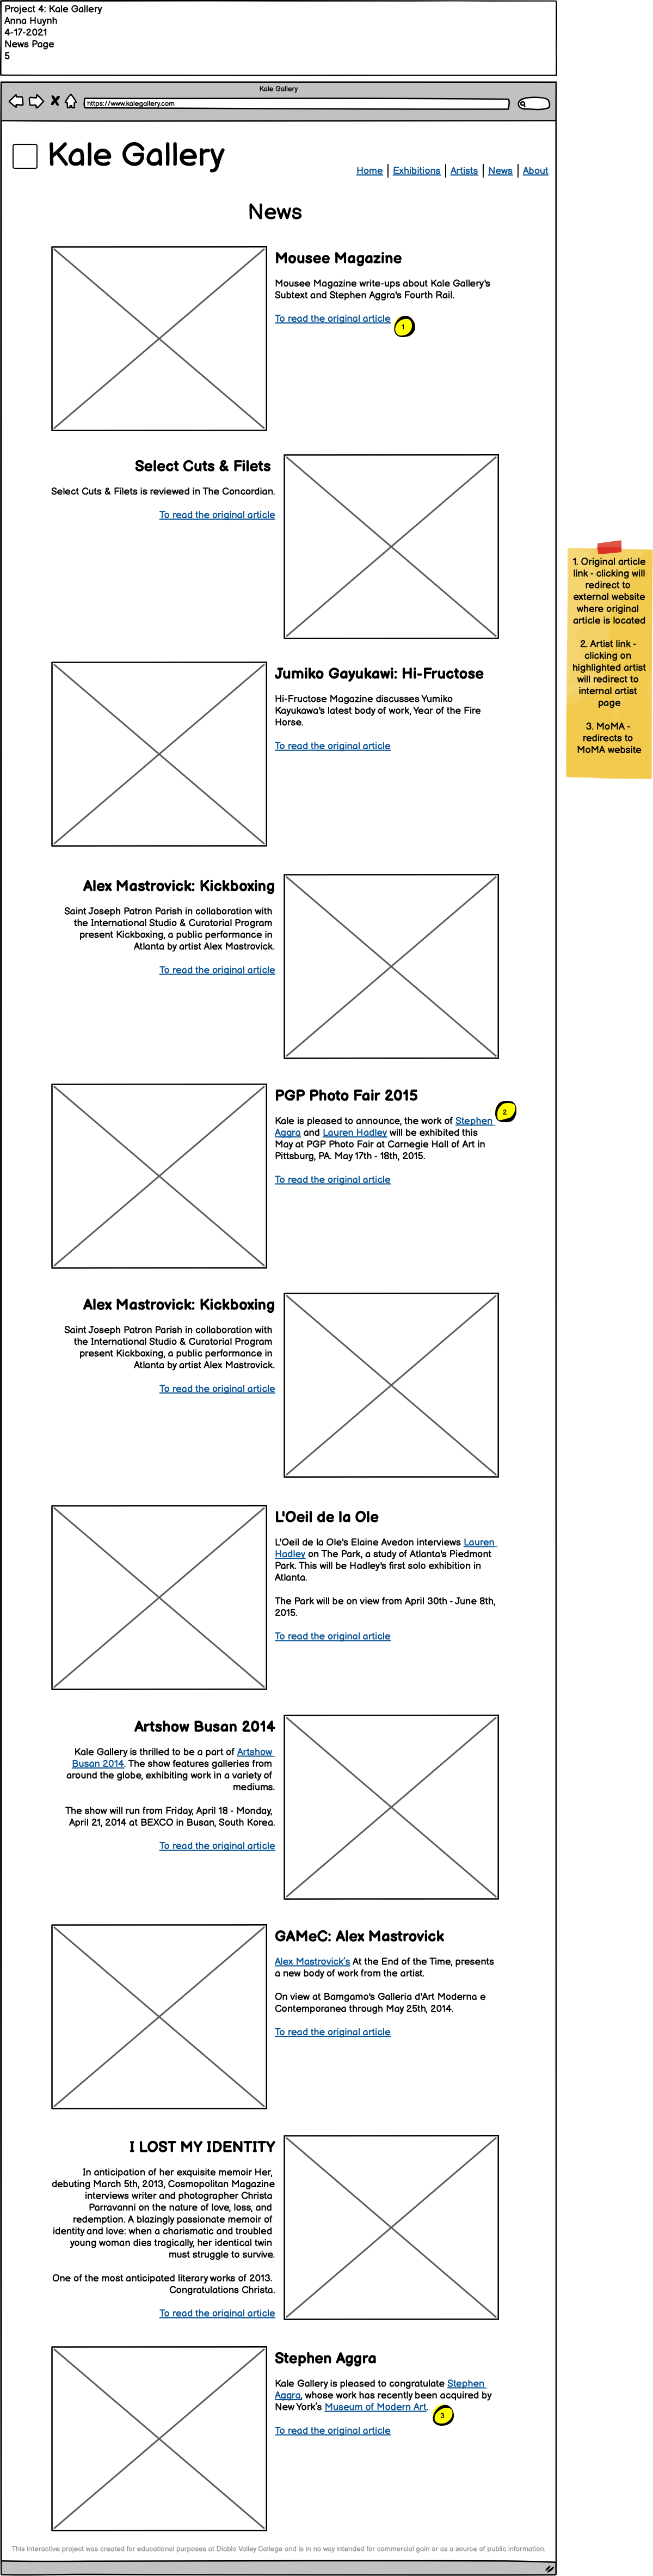 Project 4: Kale Gallery
Anna Huynh
4-17-2021
News Page
5
Kale Gallery
https://www.kalegallery.com
Kale Gallery
Home | Exhibitions | Artists | News | About
News
Mousee Magazine
Mousee Magazine write-ups about Kale Gallery's
Subtext and Stephen Aggra's Fourth Rail.
To read the original article
1
Select Cuts & Filets
Select Cuts & Filets is reviewed in The Concordian.
To read the original article
1. Original article
link - clicking will
redirect to
external website
where original
article is located
2. Artist link -
clicking on
highlighted artist
will redirect to
internal artist
page
3. MoMA -
redirects to
MoMA website
Jumiko Gayukawi: Hi-Fructose
Hi-Fructose Magazine discusses Yumiko
Kayukawa's latest body of work, Year of the Fire
Horse.
To read the original article
Alex Mastrovick: Kickboxing
Saint Joseph Patron Parish in collaboration with
the International Studio & Curatorial Program
present Kickboxing, a public performance in
Atlanta by artist Alex Mastrovick.
To read the original article
PGP Photo Fair 2015
2
Kale is pleased to announce, the work of Stephen
Aggra and Lauren Hadley will be exhibited this
May at PGP Photo Fair at Carnegie Hall of Art in
Pittsburg, PA. May 17th - 18th, 2015.
To read the original article
Alex Mastrovick: Kickboxing
Saint Joseph Patron Parish in collaboration with
the International Studio & Curatorial Program
present Kickboxing, a public performance in
Atlanta by artist Alex Mastrovick.
To read the original article
L'Oeil de la Ole
L'Oeil de la Ole's Elaine Avedon interviews Lauren
Hadley on The Park, a study of Atlanta's Piedmont
Park. This will be Hadley's first solo exhibition in
Atlanta.
The Park will be on view from April 30th - June 8th,
2015.
To read the original article
Artshow Busan 2014
Kale Gallery is thrilled to be a part of Artshow
Busan 2014. The show features galleries from
around the globe, exhibiting work in a variety of
mediums.
The show will run from Friday, April 18 - Monday,
April 21, 2014 at BEXCO in Busan, South Korea.
To read the original article
GAMeC: Alex Mastrovick
Alex Mastrovick's At the End of the Time, presents
a new body of work from the artist.
On view at Bamgamo's Galleria d'Art Moderna e
Contemporanea through May 25th, 2014.
To read the original article
I LOST MY IDENTITY
In anticipation of her exquisite memoir Her,
debuting March 5th, 2013, Cosmopolitan Magazine
interviews writer and photographer Christa
Parravanni on the nature of love, loss, and
redemption. A blazingly passionate memoir of
identity and love: when a charismatic and troubled
young woman dies tragically, her identical twin
must struggle to survive.
One of the most anticipated literary works of 2013.
Congratulations Christa.
To read the original article
Stephen Aggra
Kale Gallery is pleased to congratulate Stephen
Aggra, whose work has recently been acquired by
New York's Museum of Modern Art.
3
To read the original article
This interactive project was created for educational purposes at Diablo Valley College and is in no way intended for commercial gain or as a source of public information.